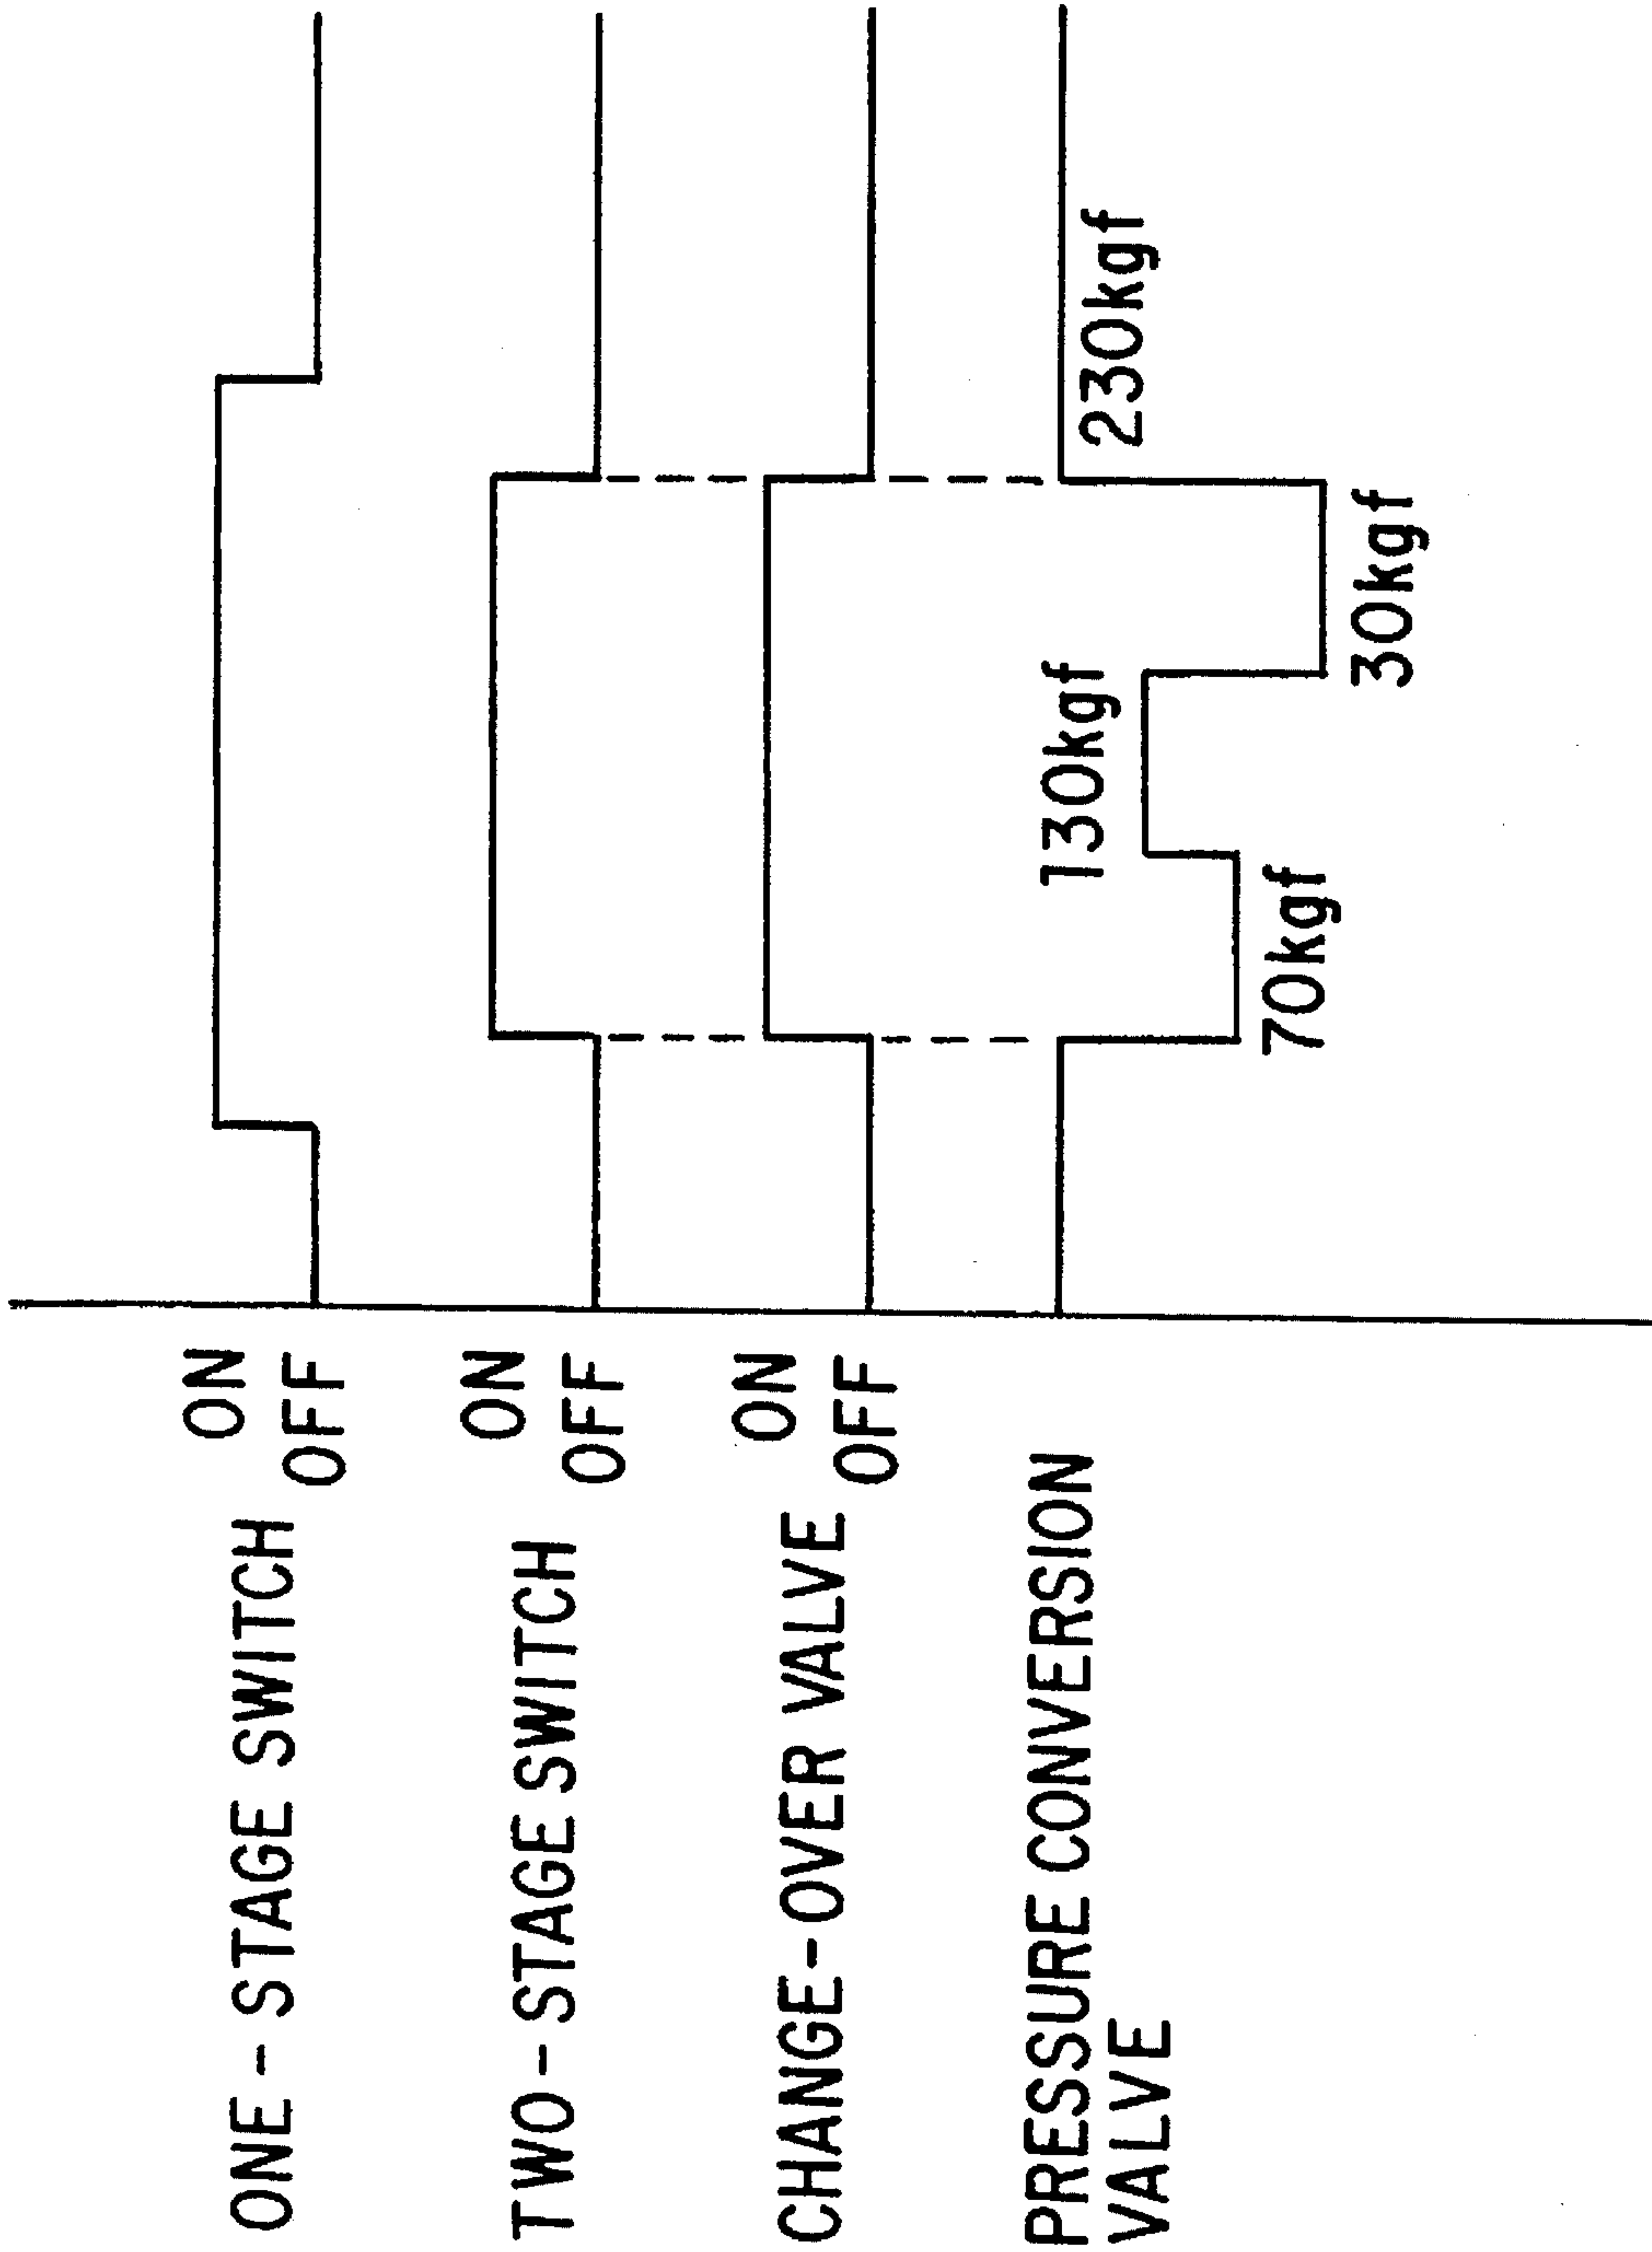 ONE - STAGE SWITCH
ON
OFF
TWO - STAGE SWITCH
ON
OFF
CHANGE-OVER VALVE
ON
OFF
PRESSURE CONVERSION
VALVE
70kgf
130kgf
30kgf
230kgf